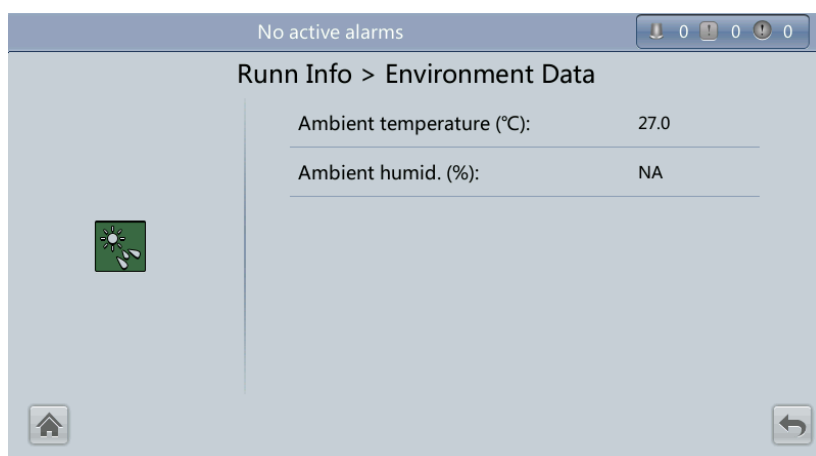 No active alarms
0 0 0
Runn Info > Environment Data
Ambient temperature (℃): 27.0
Ambient humid. (%): NA